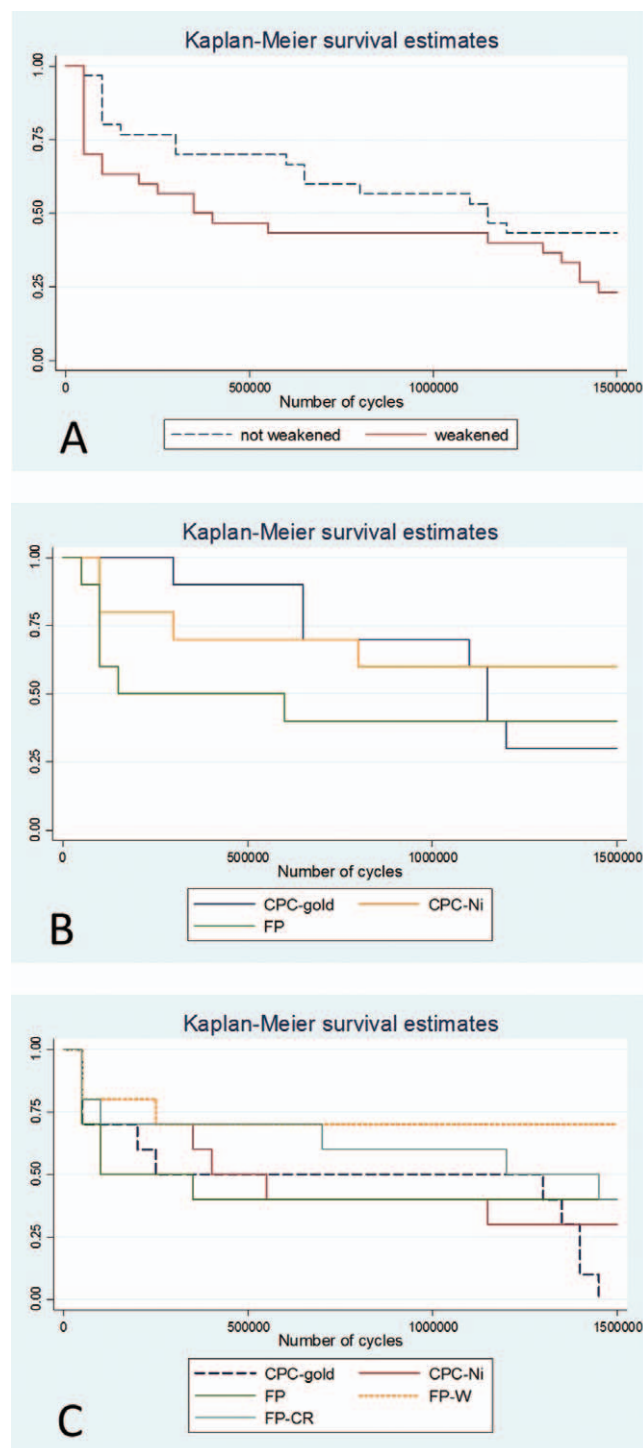 Kaplan-Meier survival estimates
1.00
0.75
0.50
0.25
0.00
0 500000 1000000 1500000
Number of cycles
A
not weakened weakened
Kaplan-Meier survival estimates
1.00
0.75
0.50
0.25
0.00
0 500000 1000000 1500000
Number of cycles
B
CPC-gold CPC-Ni
FP
Kaplan-Meier survival estimates
1.00
0.75
0.50
0.25
0.00
0 500000 1000000 1500000
Number of cycles
C
CPC-gold CPC-Ni
FP FP-W
FP-CR